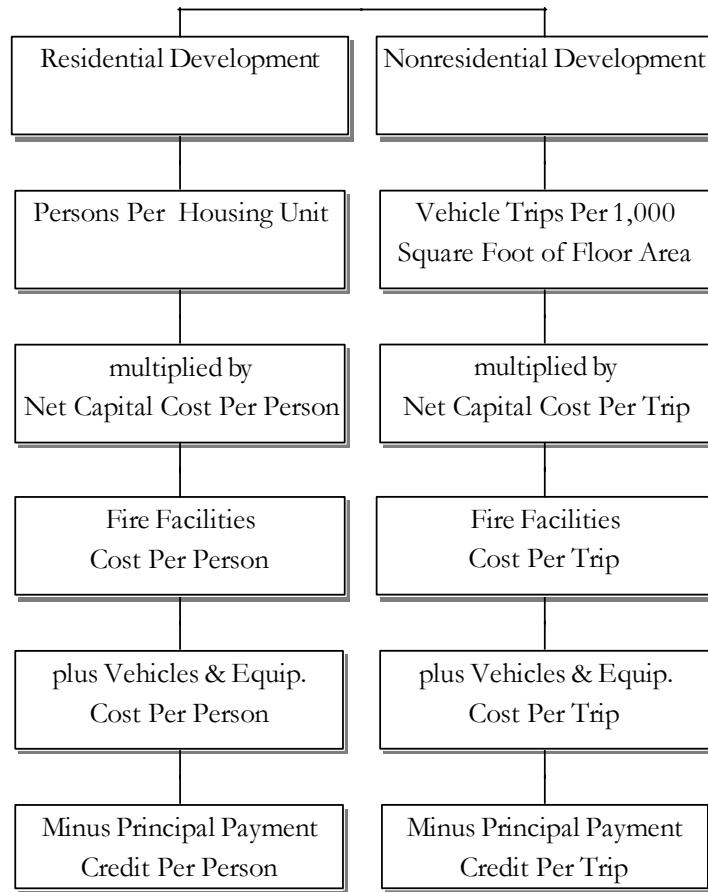 Residential Development
Nonresidential Development
Persons Per Housing Unit
Vehicle Trips Per 1,000
Square Foot of Floor Area
multiplied by
Net Capital Cost Per Person
multiplied by
Net Capital Cost Per Trip
Fire Facilities
Cost Per Person
Fire Facilities
Cost Per Trip
plus Vehicles & Equip.
Cost Per Person
plus Vehicles & Equip.
Cost Per Trip
Minus Principal Payment
Credit Per Person
Minus Principal Payment
Credit Per Trip